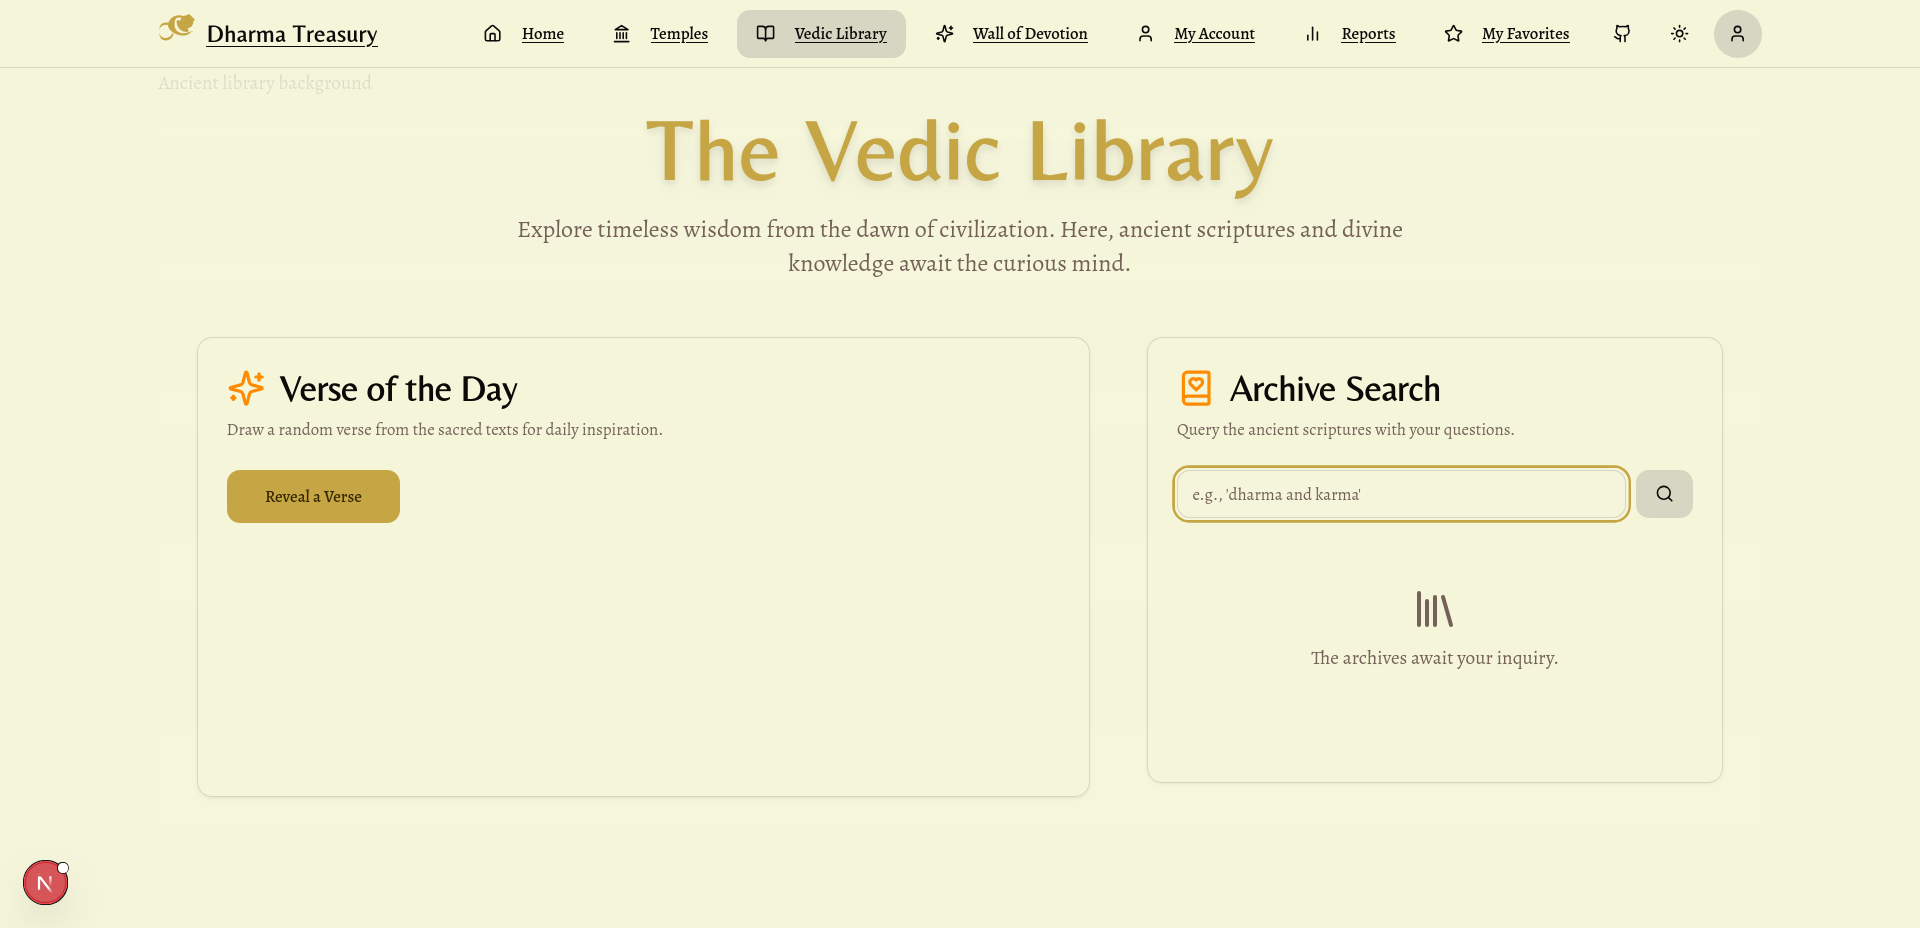 Dharma Treasury
Home
Temples
Vedic Library
Wall of Devotion
My Account
Reports
My Favorites
Ancient library background
The Vedic Library
Explore timeless wisdom from the dawn of civilization. Here, ancient scriptures and divine
knowledge await the curious mind.
Verse of the Day
Draw a random verse from the sacred texts for daily inspiration.
Reveal a Verse
Archive Search
Query the ancient scriptures with your questions.
e.g., 'dharma and karma'
The archives await your inquiry.
N